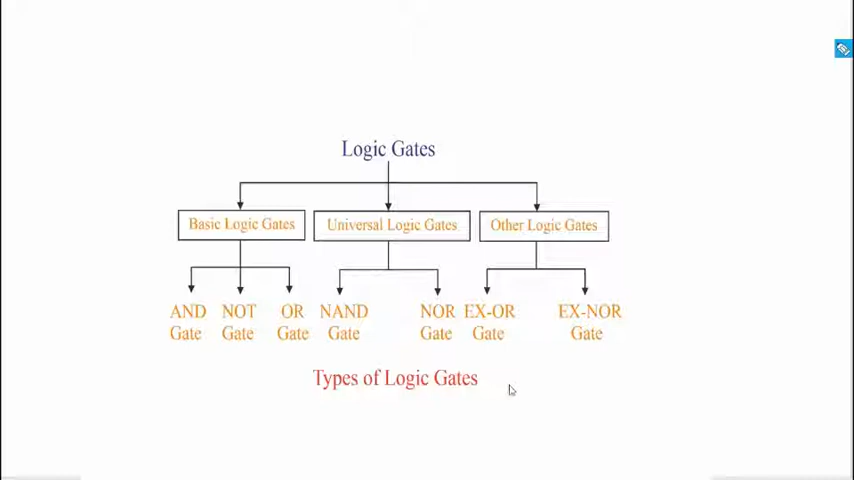 Logic Gates
Basic Logic Gates
Universal Logic Gates
Other Logic Gates
AND Gate
NOT Gate
OR Gate
NAND Gate
NOR Gate
EX-OR Gate
EX-NOR Gate
Types of Logic Gates